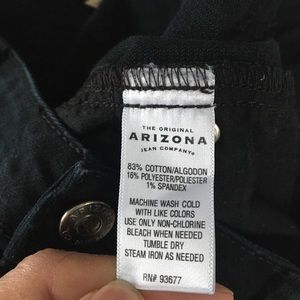 THE ORIGINAL
ARIZONA
JEAN COMPANY
83% COTTON/ALGODON
16% POLYESTER/POLIESTER
1% SPANDEX
MACHINE WASH COLD
WITH LIKE COLORS
USE ONLY NON-CHLORINE
BLEACH WHEN NEEDED
TUMBLE DRY
STEAM IRON AS NEEDED
RN# 93677